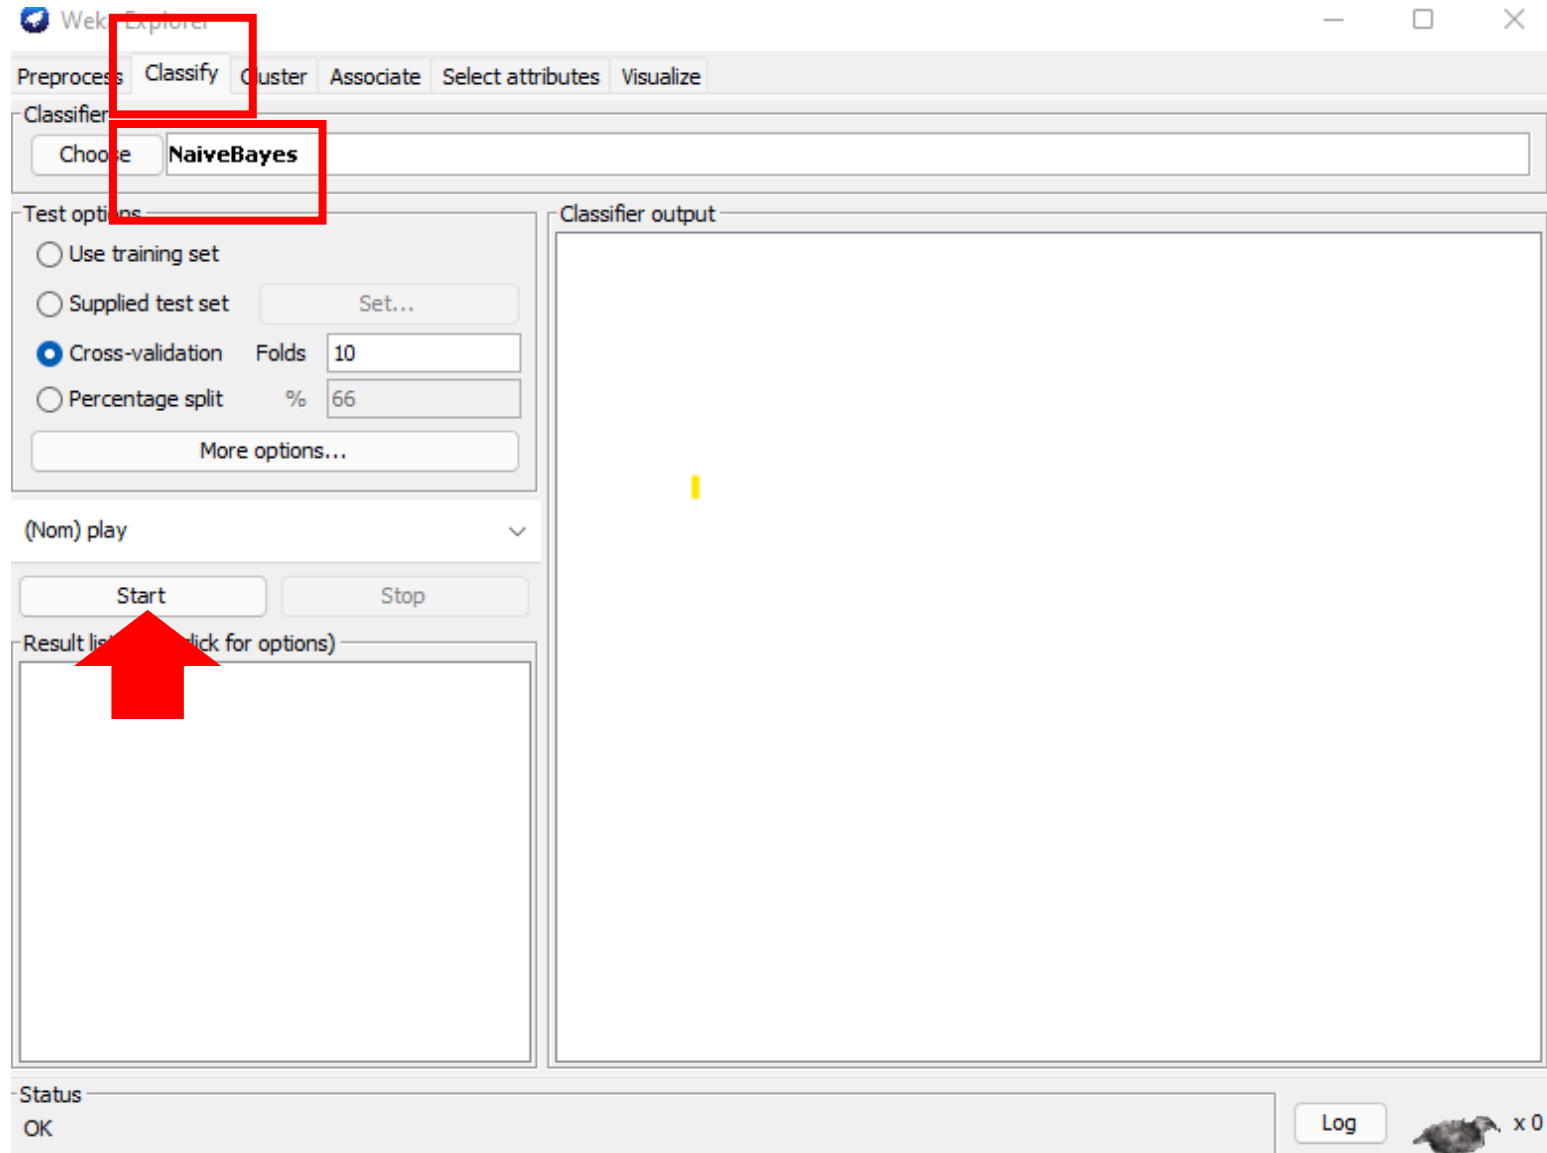 Weka Explorer
Preprocess Classify Cluster Associate Select attributes Visualize
Classifier
Choose NaiveBayes
Test options
Use training set
Supplied test set Set...
Cross-validation Folds 10
Percentage split % 66
More options...
(Nom) play
Start Stop
Result click for options)
Classifier output
Status
OK
Log x 0